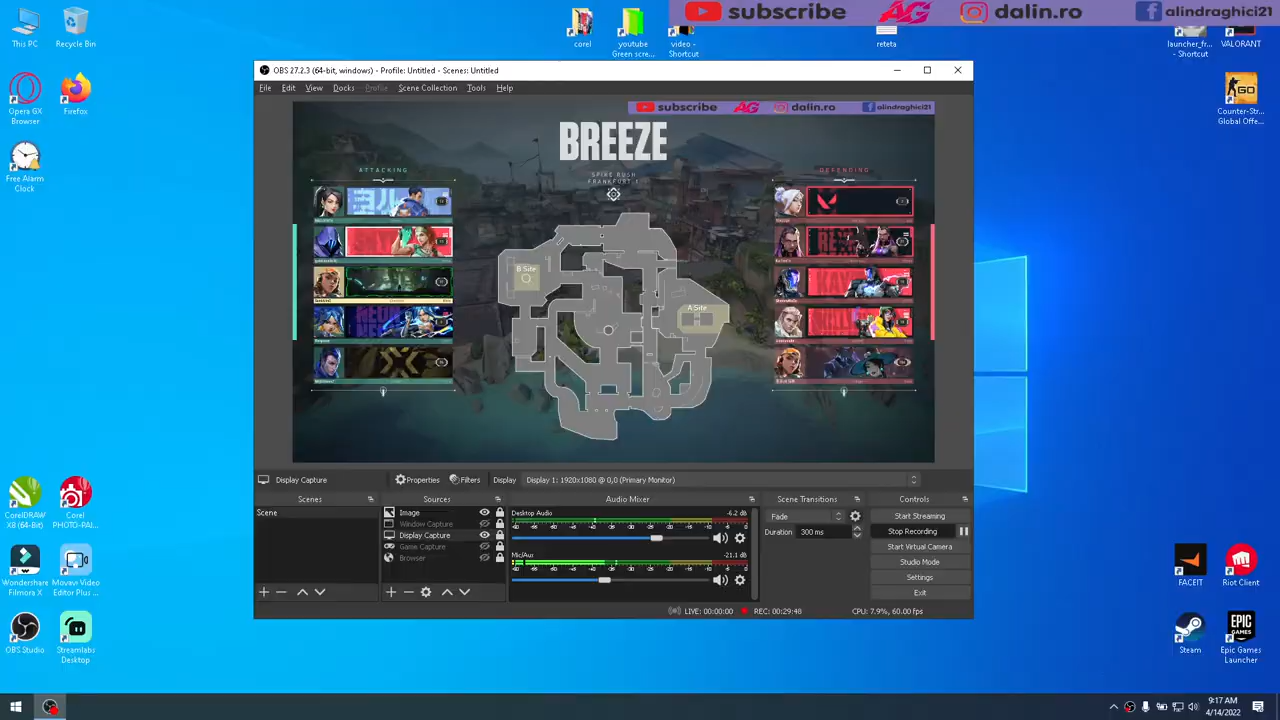 This PC
Recycle Bin
corel
youtube
Green scre...
video -
Shortcut
subscribe
AG
dalin.ro
alindraghici21
reteta
launcher_fr...
- Shortcut
VALORANT
Opera GX
Browser
Firefox
Counter-Str...
Global Offe...
Free Alarm
Clock
OBS 27.2.3 (64-bit, windows) - Profile: Untitled - Scenes: Untitled
File Edit View Docks Profile Scene Collection Tools Help
subscribe AG dalin.ro alindraghici21
BREEZE
SPIKE RUSH
FRANKFURT 1
ATTACKING
DEFENDING
B Site
A Site
Display Capture Properties Filters Display Display 1: 1920x1080 @ 0,0 (Primary Monitor)
Scenes Sources Audio Mixer Scene Transitions Controls
Scene
Image
Window Capture
Display Capture
Game Capture
Browser
Desktop Audio -6.2 dB
Mic/Aux -21.1 dB
Fade
Duration 300 ms
Start Streaming
Stop Recording
Start Virtual Camera
Studio Mode
Settings
Exit
LIVE: 00:00:00 REC: 00:29:48 CPU: 7.9%, 60.00 fps
CorelDRAW
X8 (64-Bit)
Corel
PHOTO-PAI...
Wondershare
Filmora X
Movavi Video
Editor Plus ...
OBS Studio
Streamlabs
Desktop
FACEIT
Riot Client
Steam
Epic Games
Launcher
9:17 AM
4/14/2022